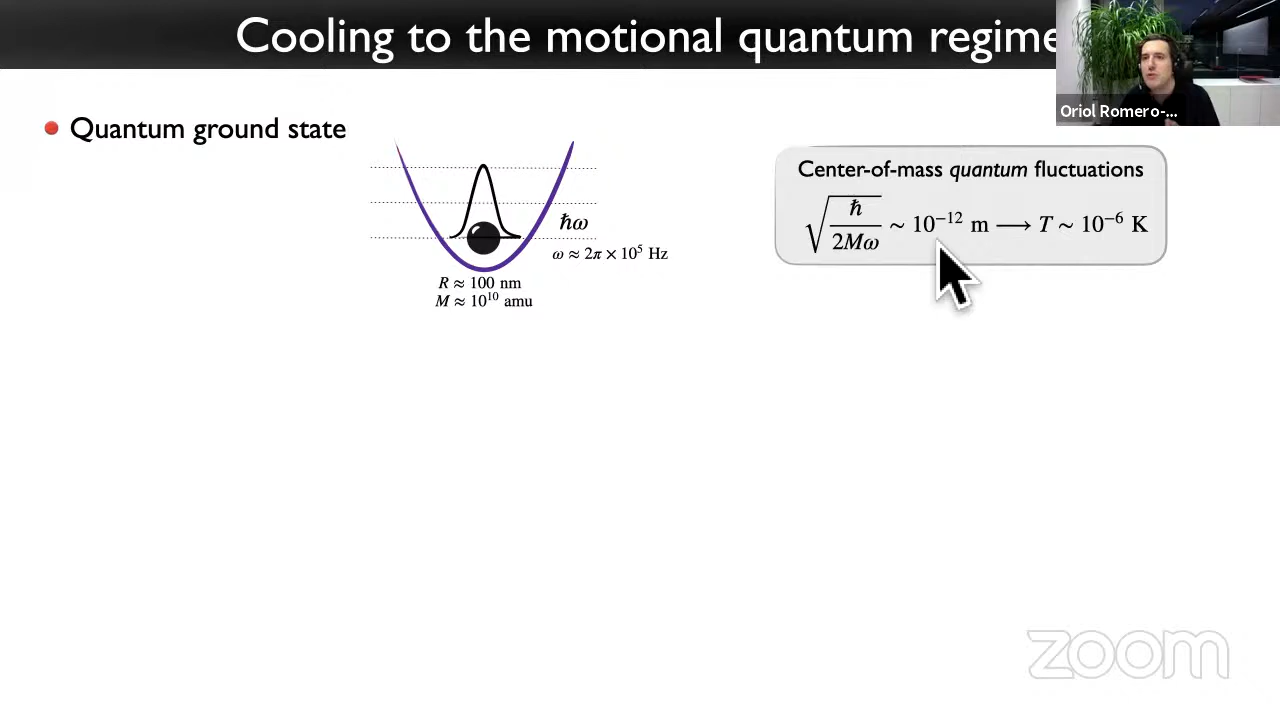 Cooling to the motional quantum regime
Oriol Romero-...
Quantum ground state
ħω
ω ≈ 2π × 10⁵ Hz
R ≈ 100 nm
M ≈ 10¹⁰ amu
Center-of-mass quantum fluctuations
√(ħ/2Mω) ∼ 10⁻¹² m ⟶ T ∼ 10⁻⁶ K
zoom